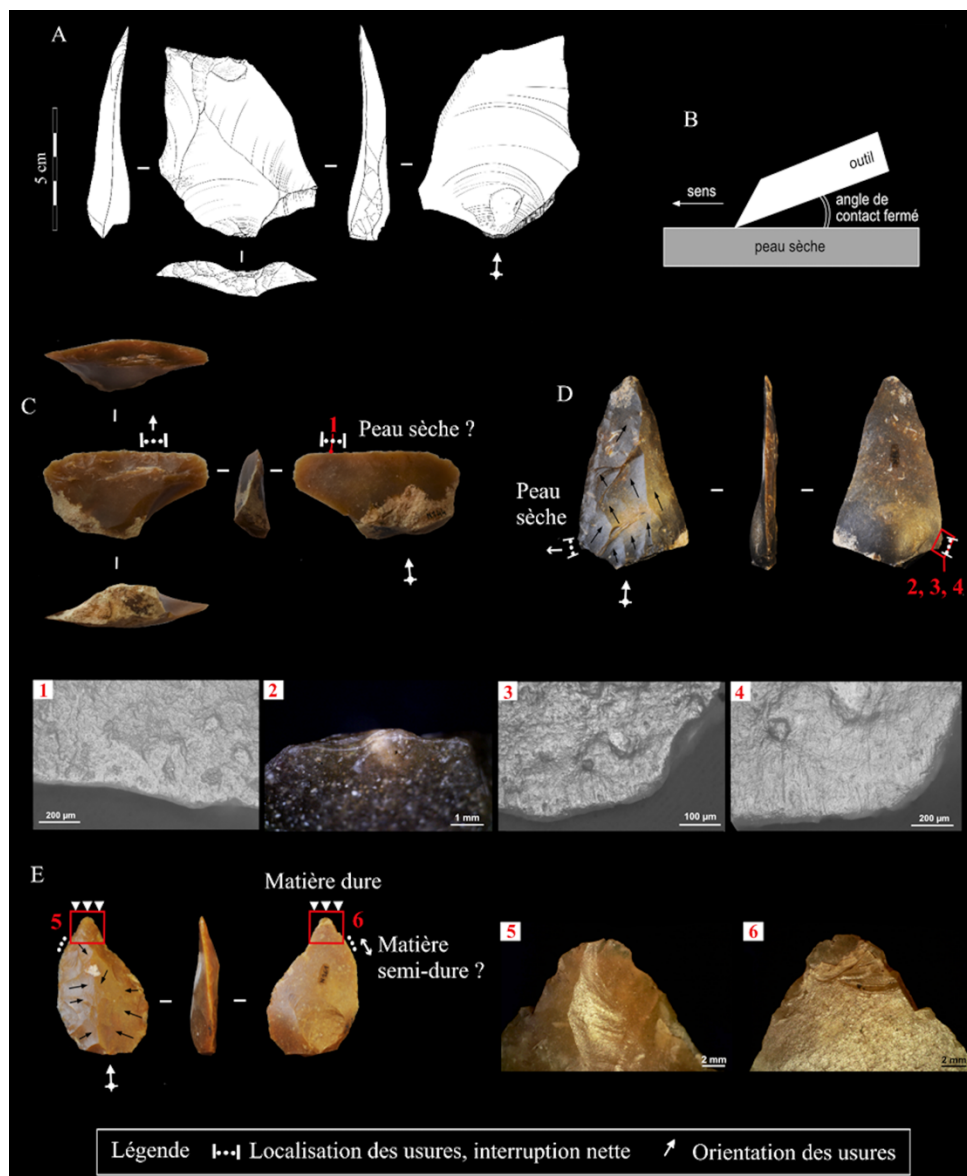 A
5 cm
B
outil
sens
angle de
contact fermé
peau sèche
C
1
Peau sèche ?
D
Peau
sèche
2, 3, 4
1
200 µm
2
1 mm
3
100 µm
4
200 µm
E
Matière dure
5
6
Matière
semi-dure ?
5
2 mm
6
2 mm
Légende
Localisation des usures, interruption nette
Orientation des usures